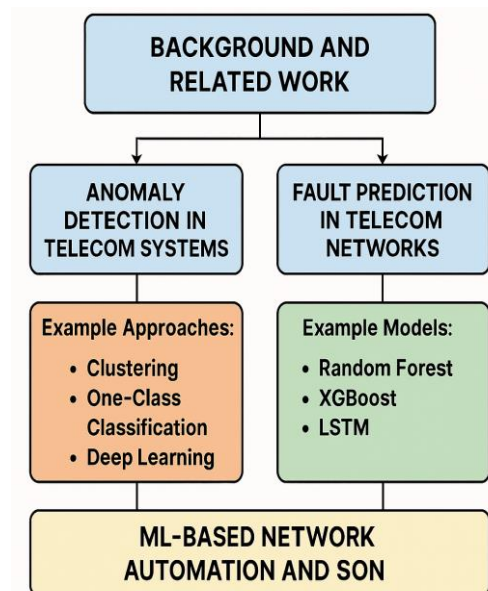 BACKGROUND AND
RELATED WORK
ANOMALY
DETECTION IN
TELECOM SYSTEMS
FAULT PREDICTION
IN TELECOM
NETWORKS
Example Approaches:
• Clustering
• One-Class
Classification
• Deep Learning
Example Models:
• Random Forest
• XGBoost
• LSTM
ML-BASED NETWORK
AUTOMATION AND SON